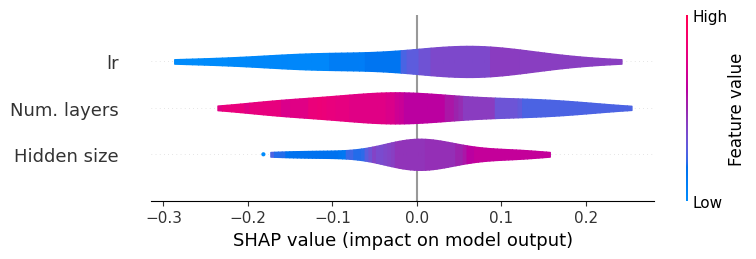 High
lr
Num. layers
Hidden size
Feature value
Low
−0.3 −0.2 −0.1 0.0 0.1 0.2
SHAP value (impact on model output)